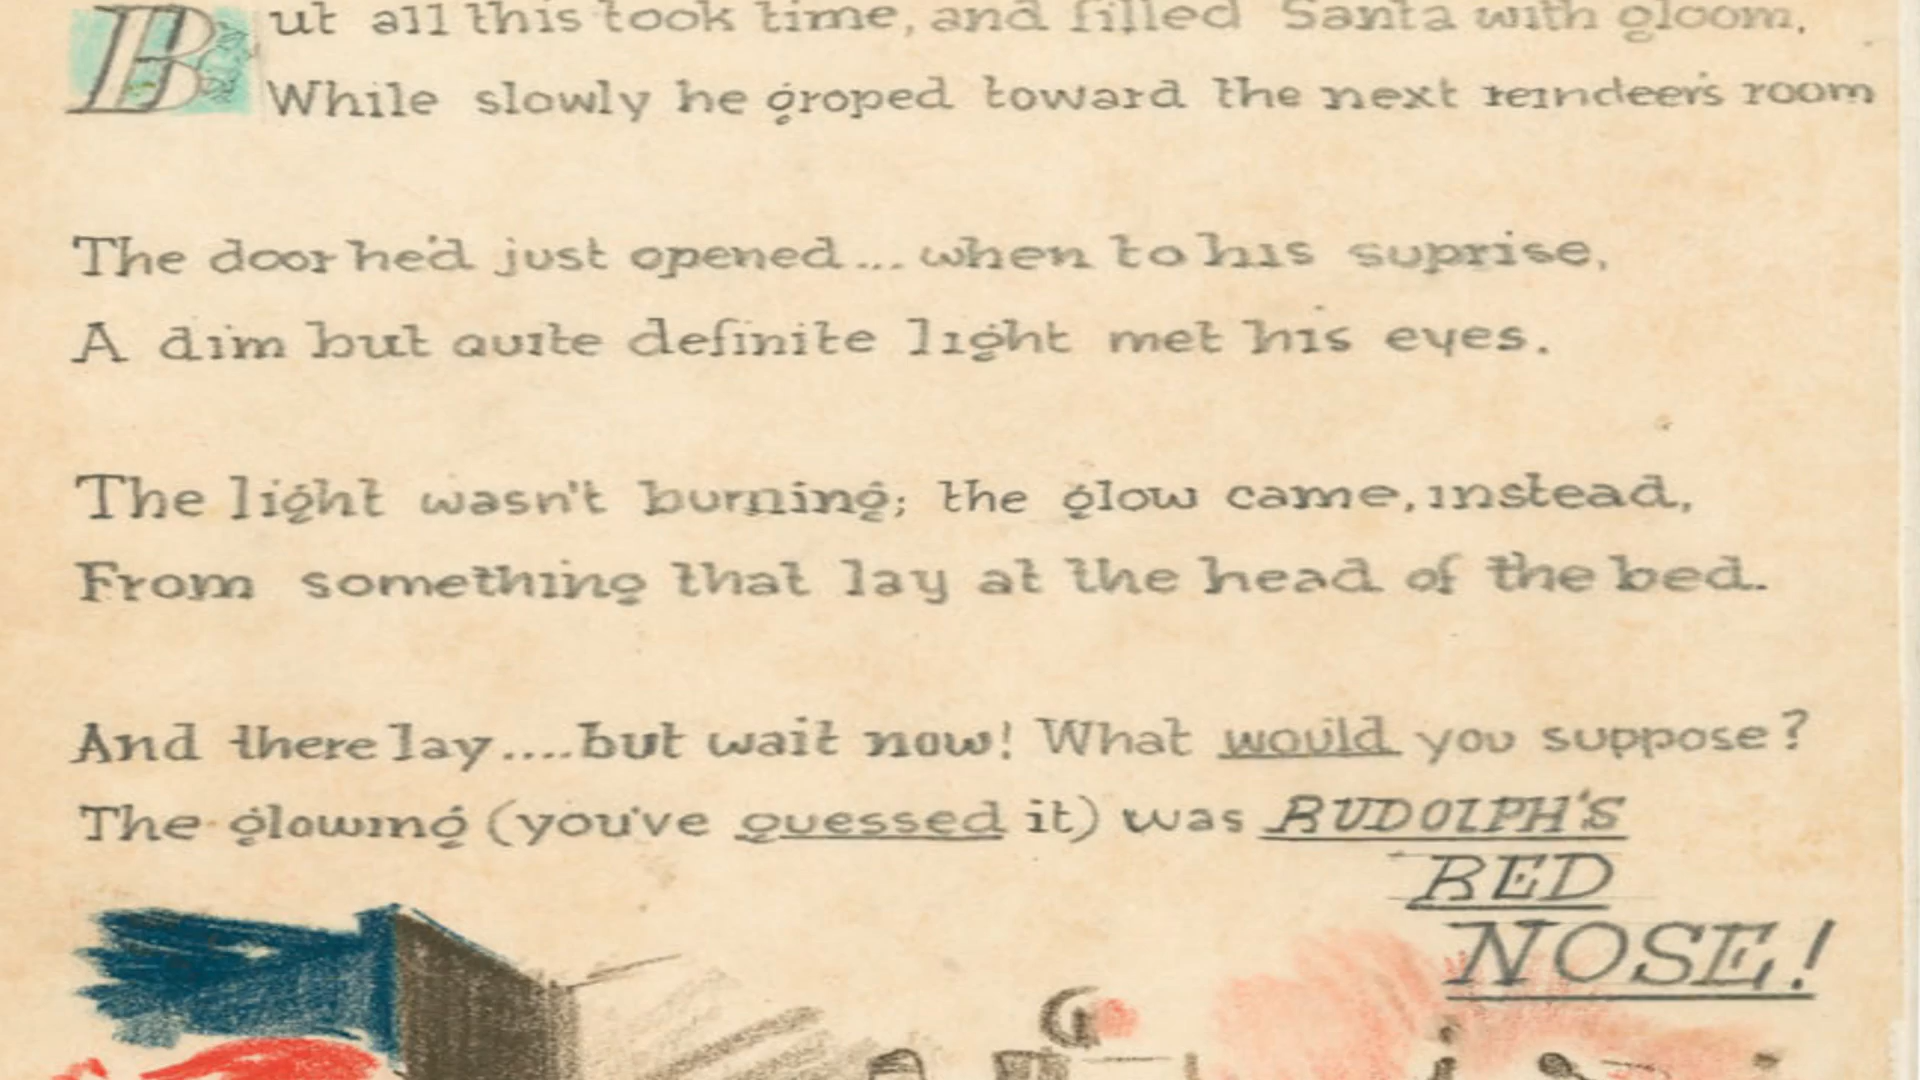 But all this took time, and filled Santa with gloom,
While slowly he groped toward the next reindeer's room
The door he'd just opened... when to his suprise,
A dim but quite definite light met his eyes.
The light wasn't burning; the glow came, instead,
From something that lay at the head of the bed.
And there lay....but wait now! What would you suppose?
The glowing (you've guessed it) was RUDOLPH'S
RED
NOSE!